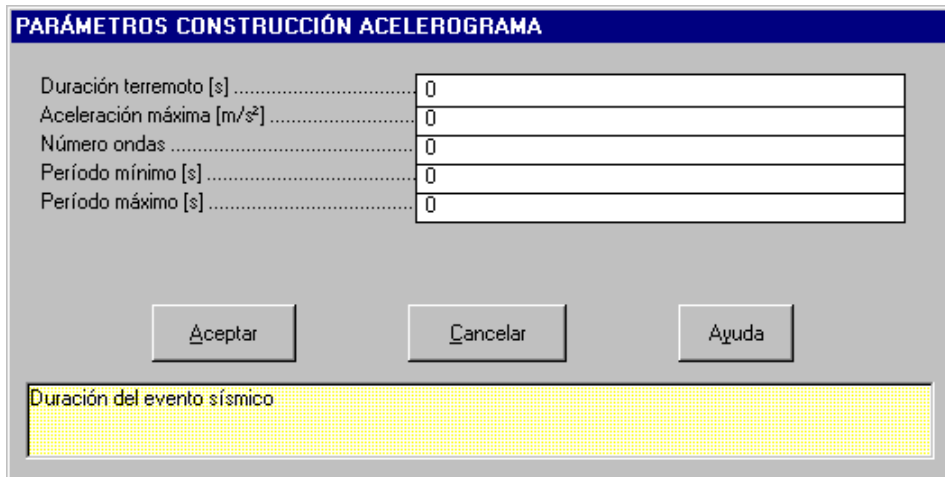 PARÁMETROS CONSTRUCCIÓN ACELEROGRAMA
Duración terremoto [s] ................................ 0
Aceleración máxima [m/s²] ......................... 0
Número ondas ........................................... 0
Período mínimo [s] ..................................... 0
Período máximo [s] .................................... 0
Aceptar Cancelar Ayuda
Duración del evento sísmico